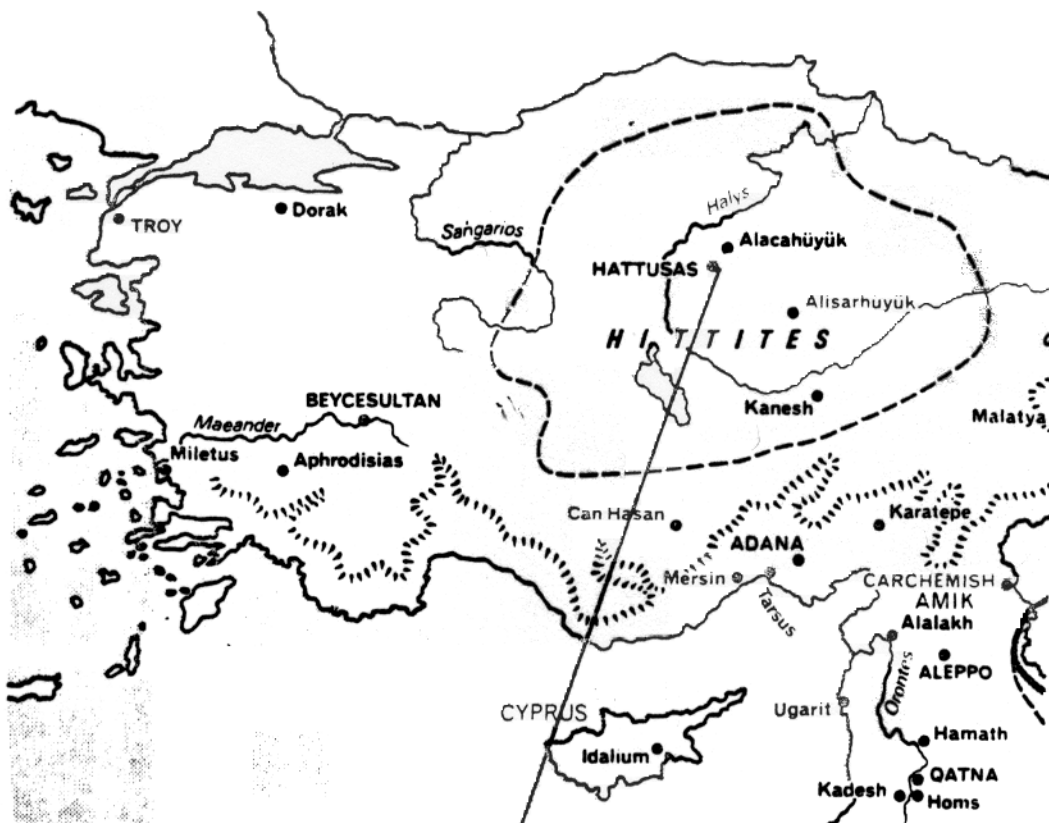 Halys
Dorak
TROY
Sangarios
Alacahüyük
HATTUSAS
Alisarhüyük
HITTITES
BEYCESULTAN
Kanesh
Maeander
Malatya
Miletus
Aphrodisias
Can Hasan
Karatepe
ADANA
Mersin
CARCHEMISH
Tarsus
AMIK
Alalakh
ALEPPO
Orontes
CYPRUS
Ugarit
Hamath
Idalium
QATNA
Kadesh
Homs